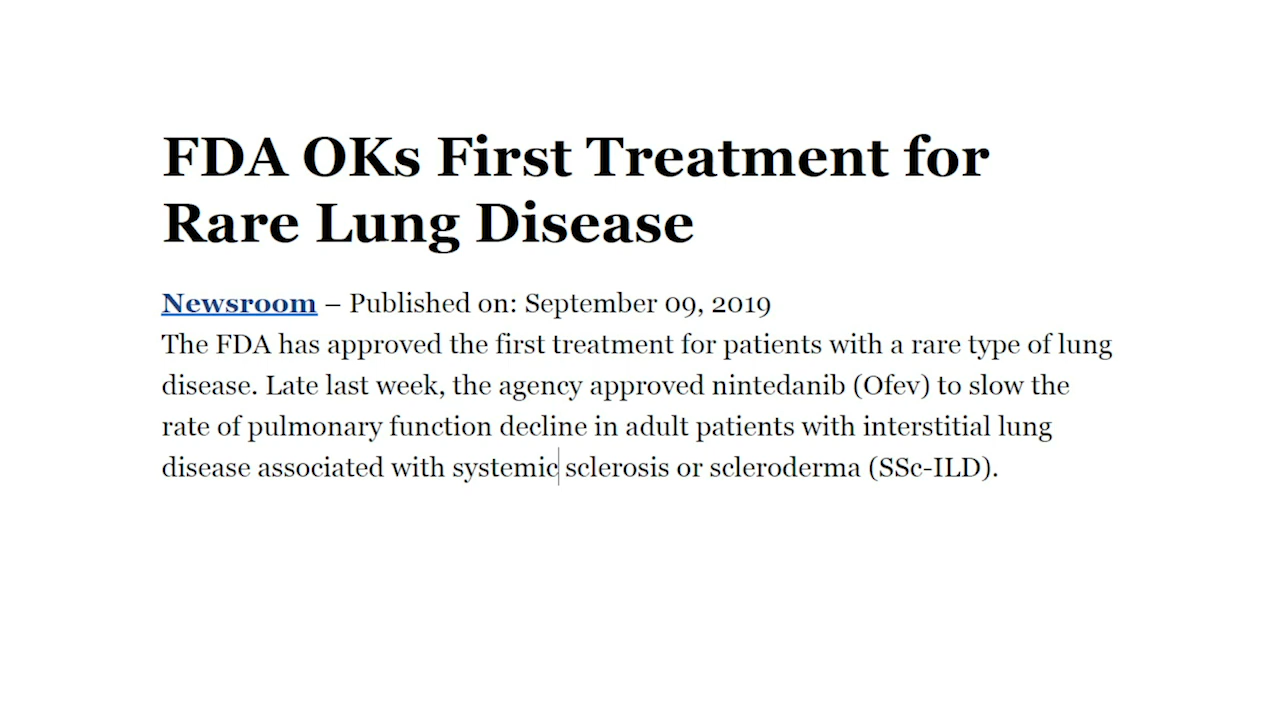 FDA OKs First Treatment for
Rare Lung Disease
Newsroom – Published on: September 09, 2019
The FDA has approved the first treatment for patients with a rare type of lung
disease. Late last week, the agency approved nintedanib (Ofev) to slow the
rate of pulmonary function decline in adult patients with interstitial lung
disease associated with systemic sclerosis or scleroderma (SSc-ILD).